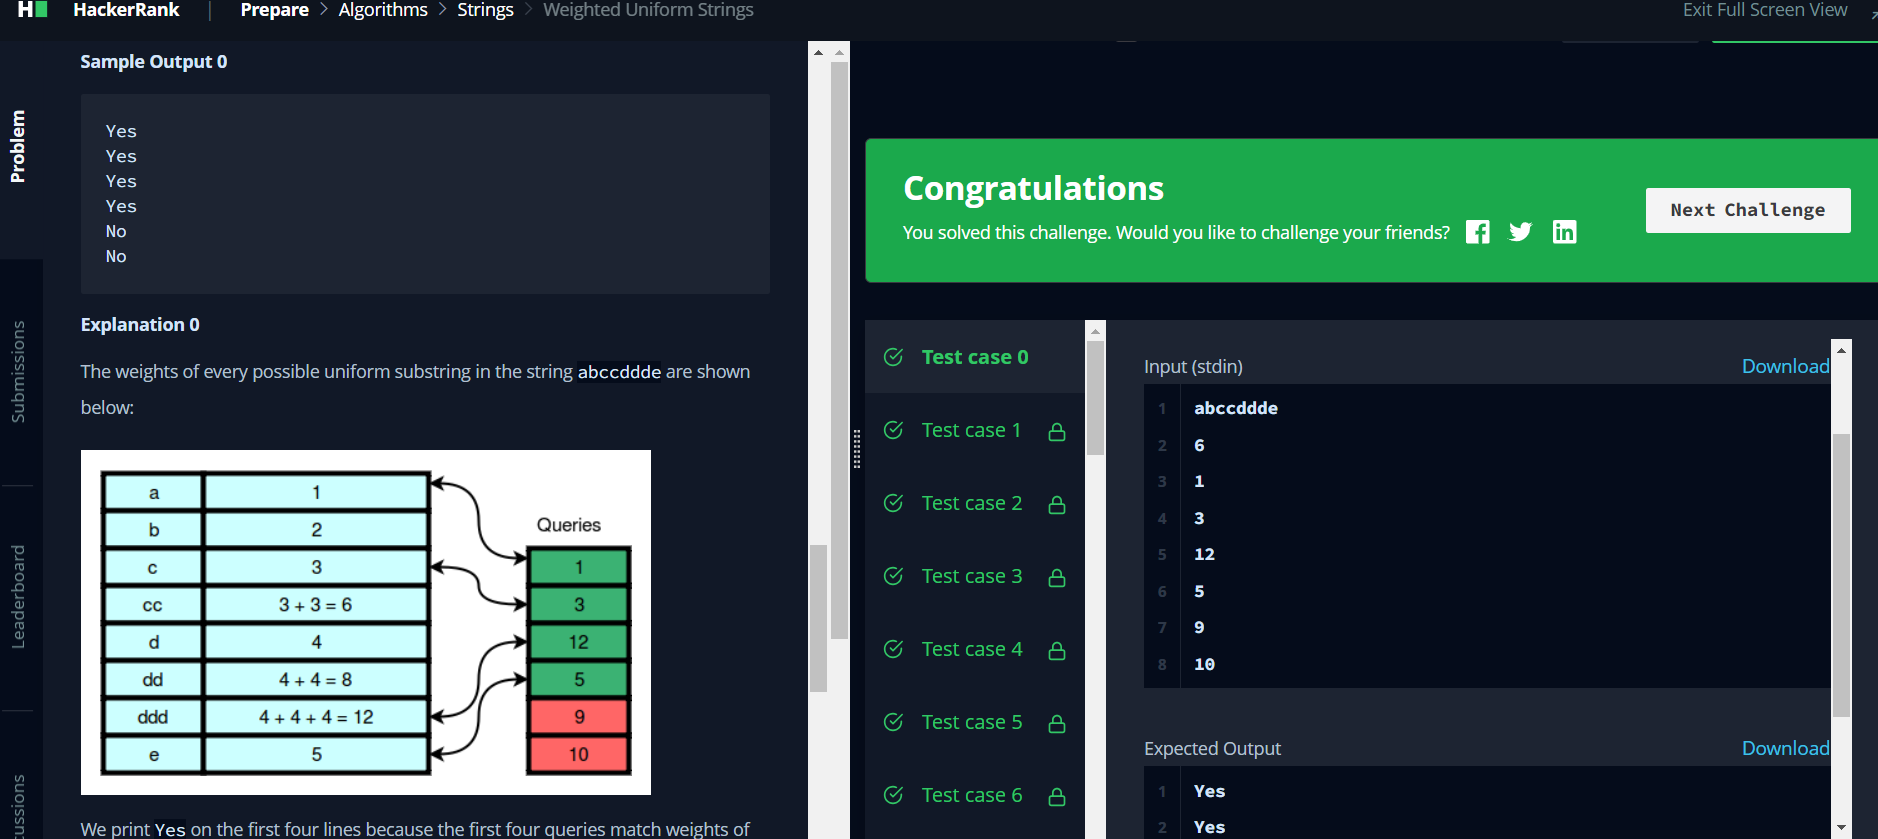 HackerRank
Prepare > Algorithms > Strings > Weighted Uniform Strings
Exit Full Screen View
Problem
Submissions
Leaderboard
Sample Output 0
Yes
Yes
Yes
Yes
No
No
Explanation 0
The weights of every possible uniform substring in the string abccddde are shown
below:
a 1
b 2
c 3
cc 3 + 3 = 6
d 4
dd 4 + 4 = 8
ddd 4 + 4 + 4 = 12
e 5
Queries
1
3
12
5
9
10
We print Yes on the first four lines because the first four queries match weights of
Congratulations
You solved this challenge. Would you like to challenge your friends?
Next Challenge
Test case 0
Test case 1
Test case 2
Test case 3
Test case 4
Test case 5
Test case 6
Input (stdin)
Download
1 abccddde
2 6
3 1
4 3
5 12
6 5
7 9
8 10
Expected Output
Download
1 Yes
2 Yes